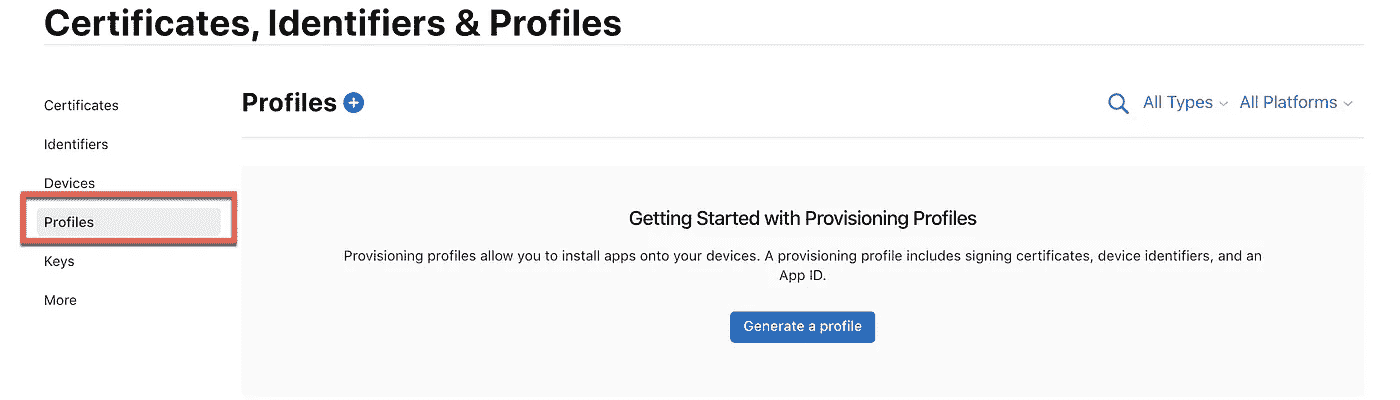 Certificates, Identifiers & Profiles
Certificates
Identifiers
Devices
Profiles
Keys
More
Profiles
All Types
All Platforms
Getting Started with Provisioning Profiles
Provisioning profiles allow you to install apps onto your devices. A provisioning profile includes signing certificates, device identifiers, and an
App ID.
Generate a profile